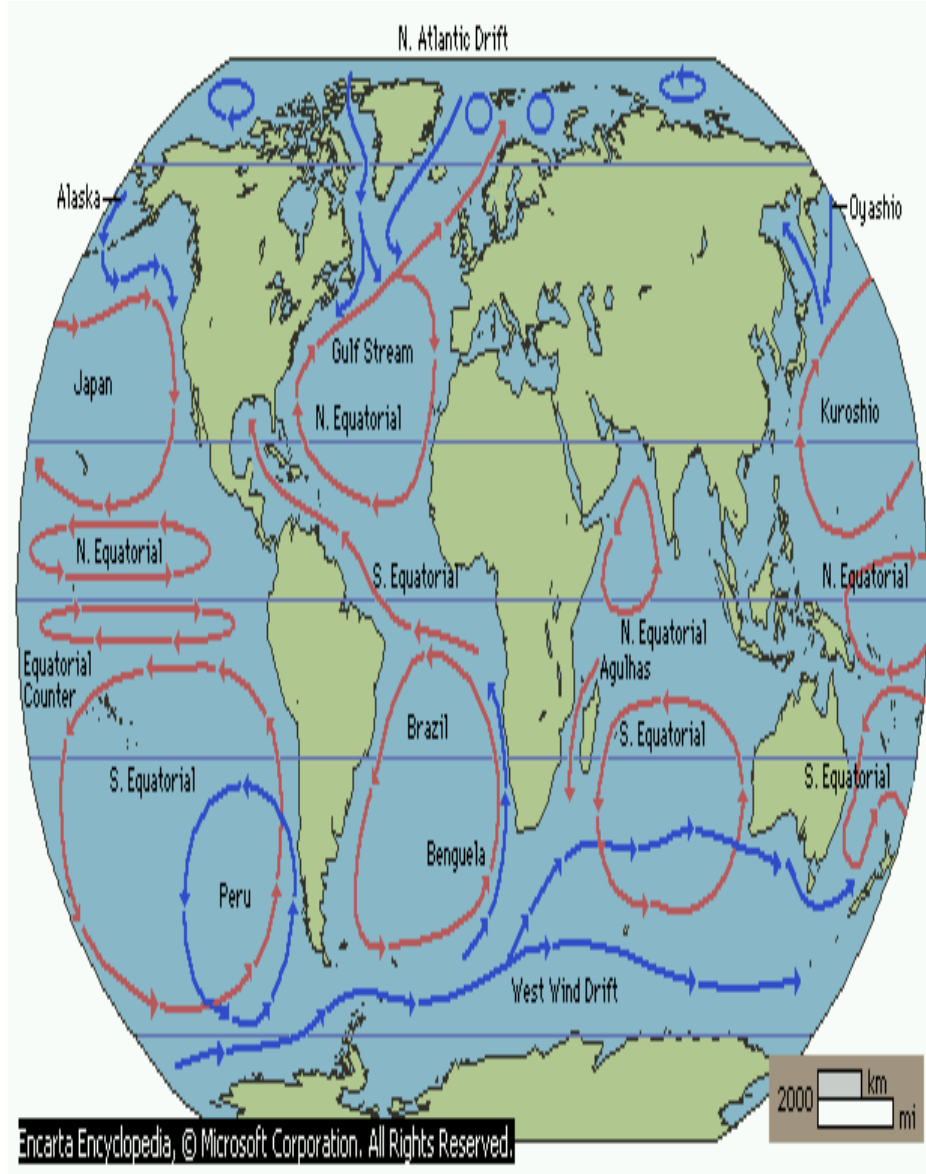 N. Atlantic Drift
Alaska
Oyashio
Gulf Stream
Japan
N. Equatorial
Kuroshio
N. Equatorial
S. Equatorial
N. Equatorial
N. Equatorial
Equatorial
Counter
Agulhas
Brazil
S. Equatorial
S. Equatorial
S. Equatorial
Benguela
Peru
West Wind Drift
2000
km
mi
Encarta Encyclopedia, © Microsoft Corporation. All Rights Reserved.